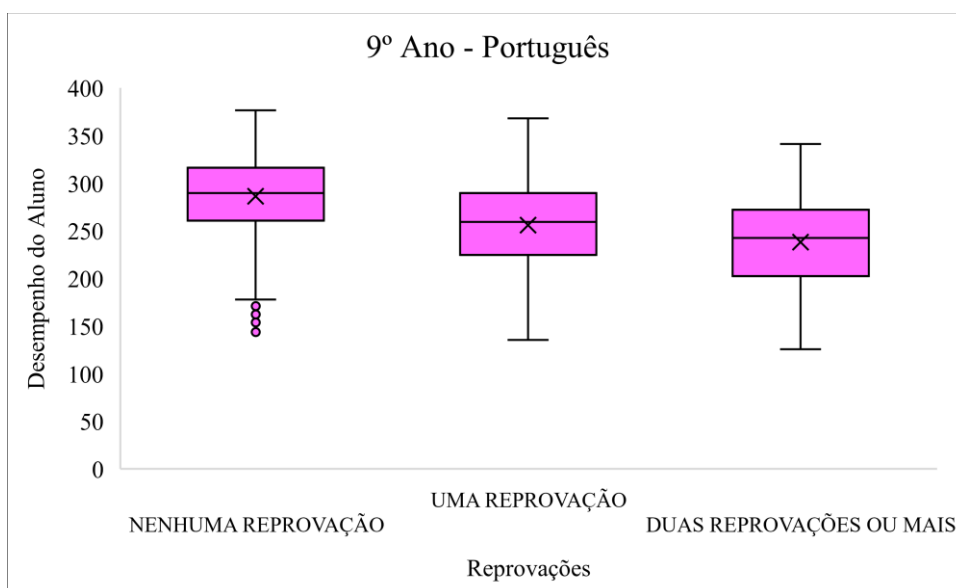 9º Ano - Português
Desempenho do Aluno
400
350
300
250
200
150
100
50
0
UMA REPROVAÇÃO
NENHUMA REPROVAÇÃO
DUAS REPROVAÇÕES OU MAIS
Reprovações